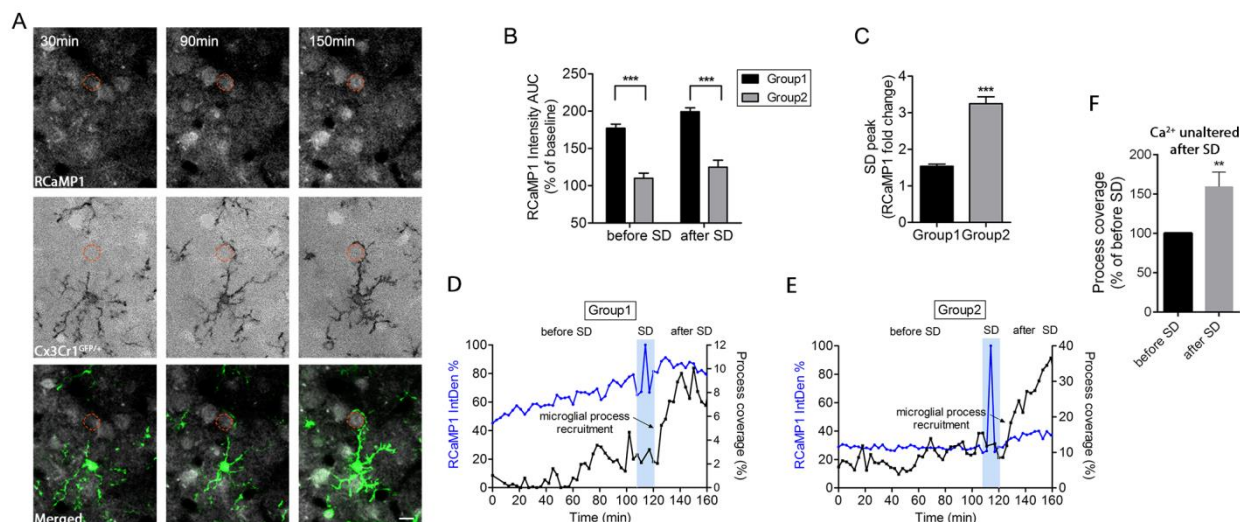 A
30min
90min
150min
RCaMP1
Cx3Cr1GFP/+
Merged
B
RCaMP1 Intensity AUC
(% of baseline)
250
200
150
100
50
***
***
before SD
after SD
Group1
Group2
C
SD peak
(RCaMP1 fold change)
4
3
2
1
0
***
Group1 Group2
D
Group1
before SD
SD
after SD
RCaMP1 IntDen %
100
80
60
40
20
0
microglial process
recruitment
12
10
8
6
4
2
0
Process coverage
(%)
0 20 40 60 80 100 120 140 160
Time (min)
E
Group2
before SD
SD
after SD
RCaMP1 IntDen %
100
80
60
40
20
0
microglial process
recruitment
40
30
20
10
0
Process coverage
(%)
0 20 40 60 80 100 120 140 160
Time (min)
F
Ca2+ unaltered
after SD
Process coverage
(% of before SD)
200
150
100
50
0
**
before SD
after SD